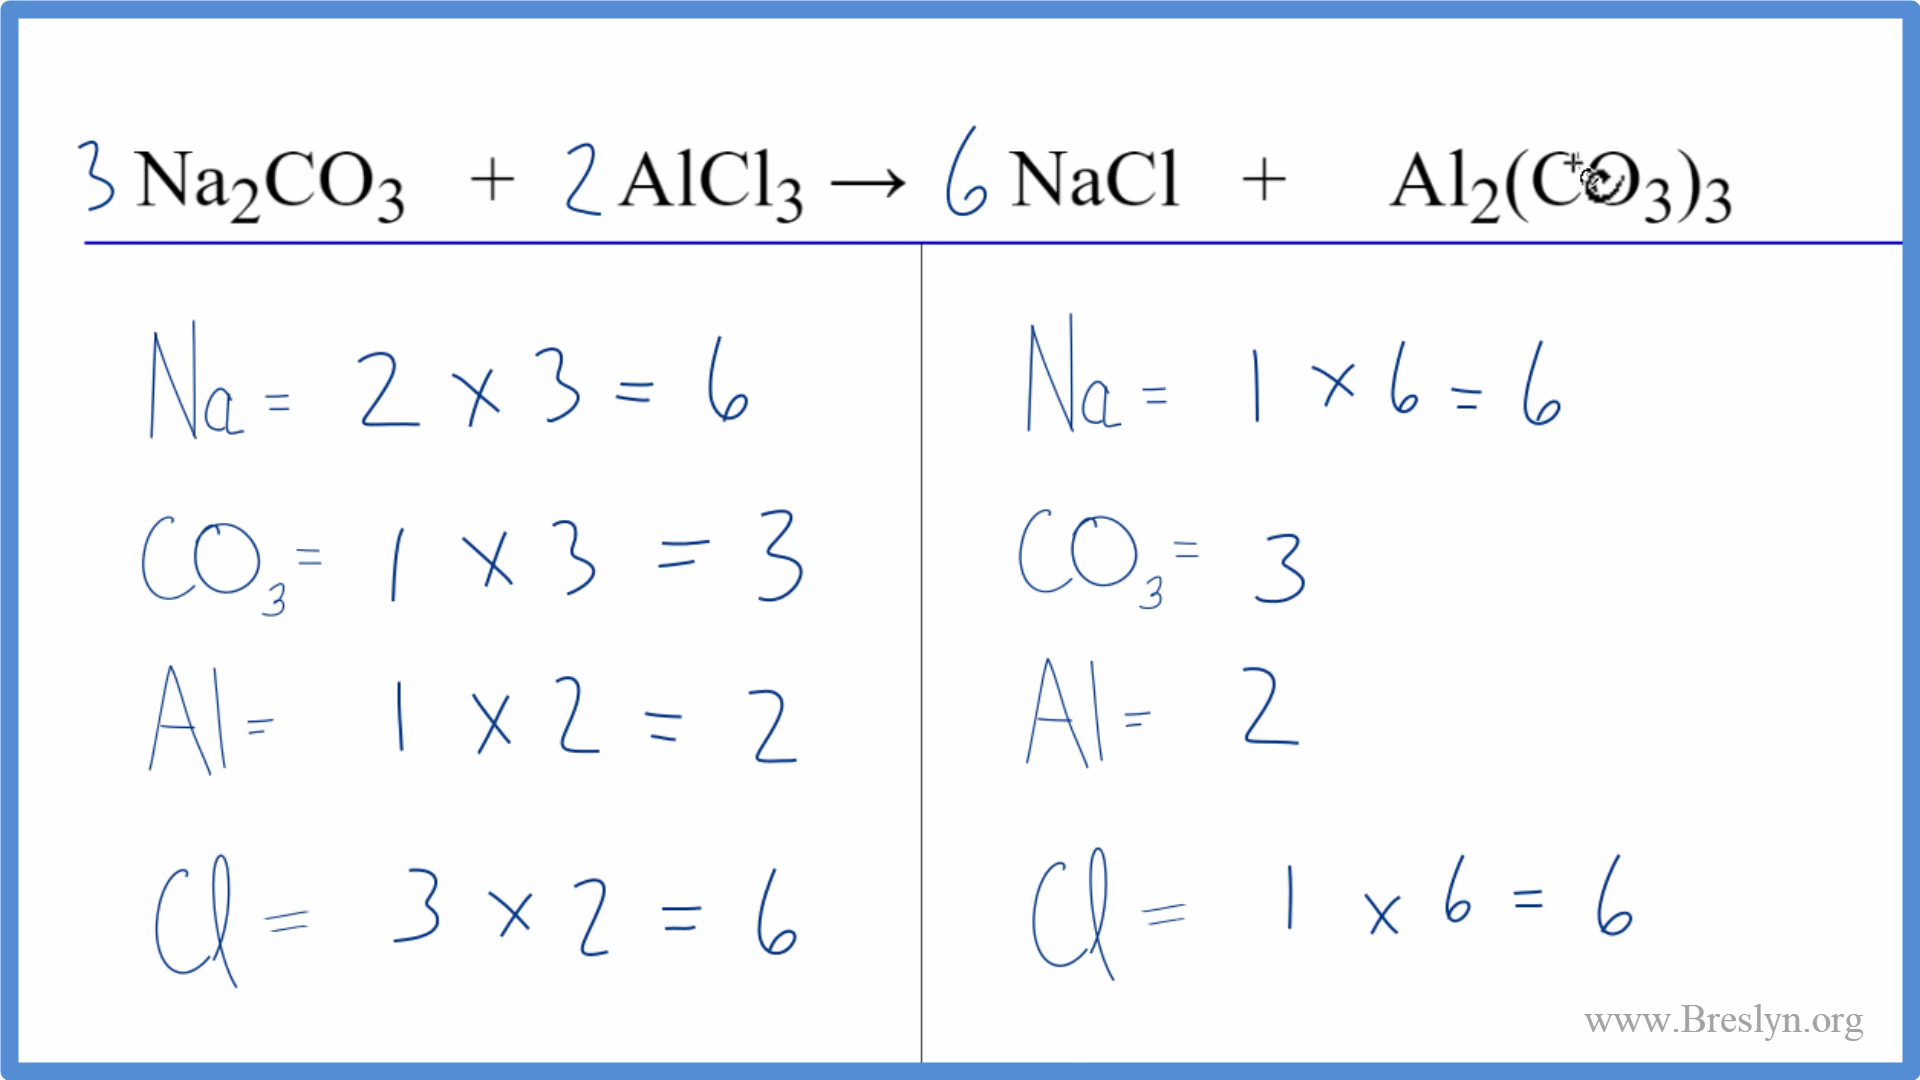 3 Na₂CO₃ + 2 AlCl₃ → 6 NaCl + Al₂(CO₃)₃
Na = 2 x 3 = 6
CO₃ = 1 x 3 = 3
Al = 1 x 2 = 2
Cl = 3 x 2 = 6
Na = 1 x 6 = 6
CO₃ = 3
Al = 2
Cl = 1 x 6 = 6
www.Breslyn.org